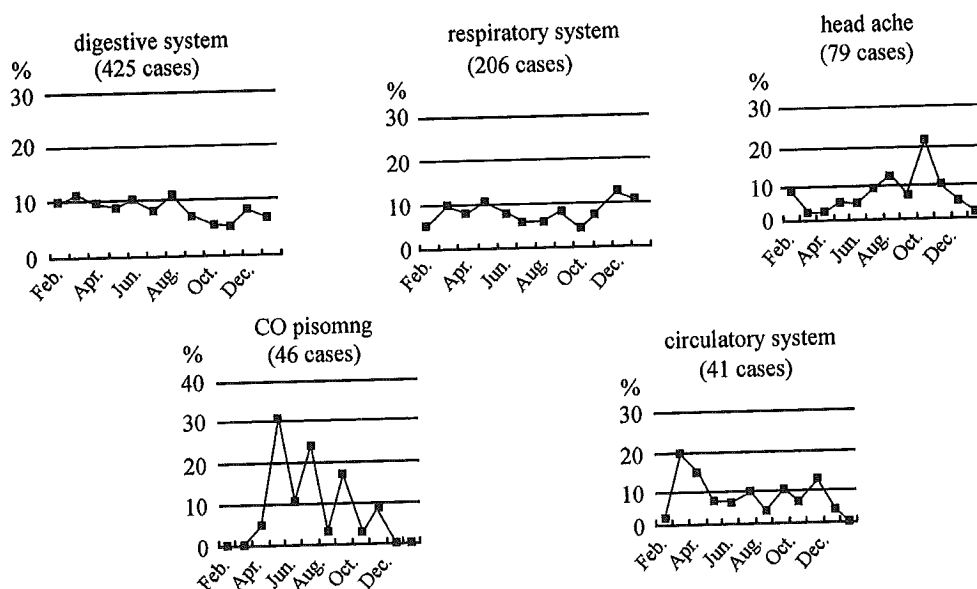 digestive system
(425 cases)
%
30
20
10
0
Feb.
Apr.
Jun.
Aug.
Oct.
Dec.
respiratory system
(206 cases)
%
30
20
10
0
Feb.
Apr.
Jun.
Aug.
Oct.
Dec.
head ache
(79 cases)
%
30
20
10
0
Feb.
Apr.
Jun.
Aug.
Oct.
Dec.
CO pisomng
(46 cases)
%
40
30
20
10
0
Feb.
Apr.
Jun.
Aug.
Oct.
Dec.
circulatory system
(41 cases)
%
30
20
10
0
Feb.
Apr.
Jun.
Aug.
Oct.
Dec.